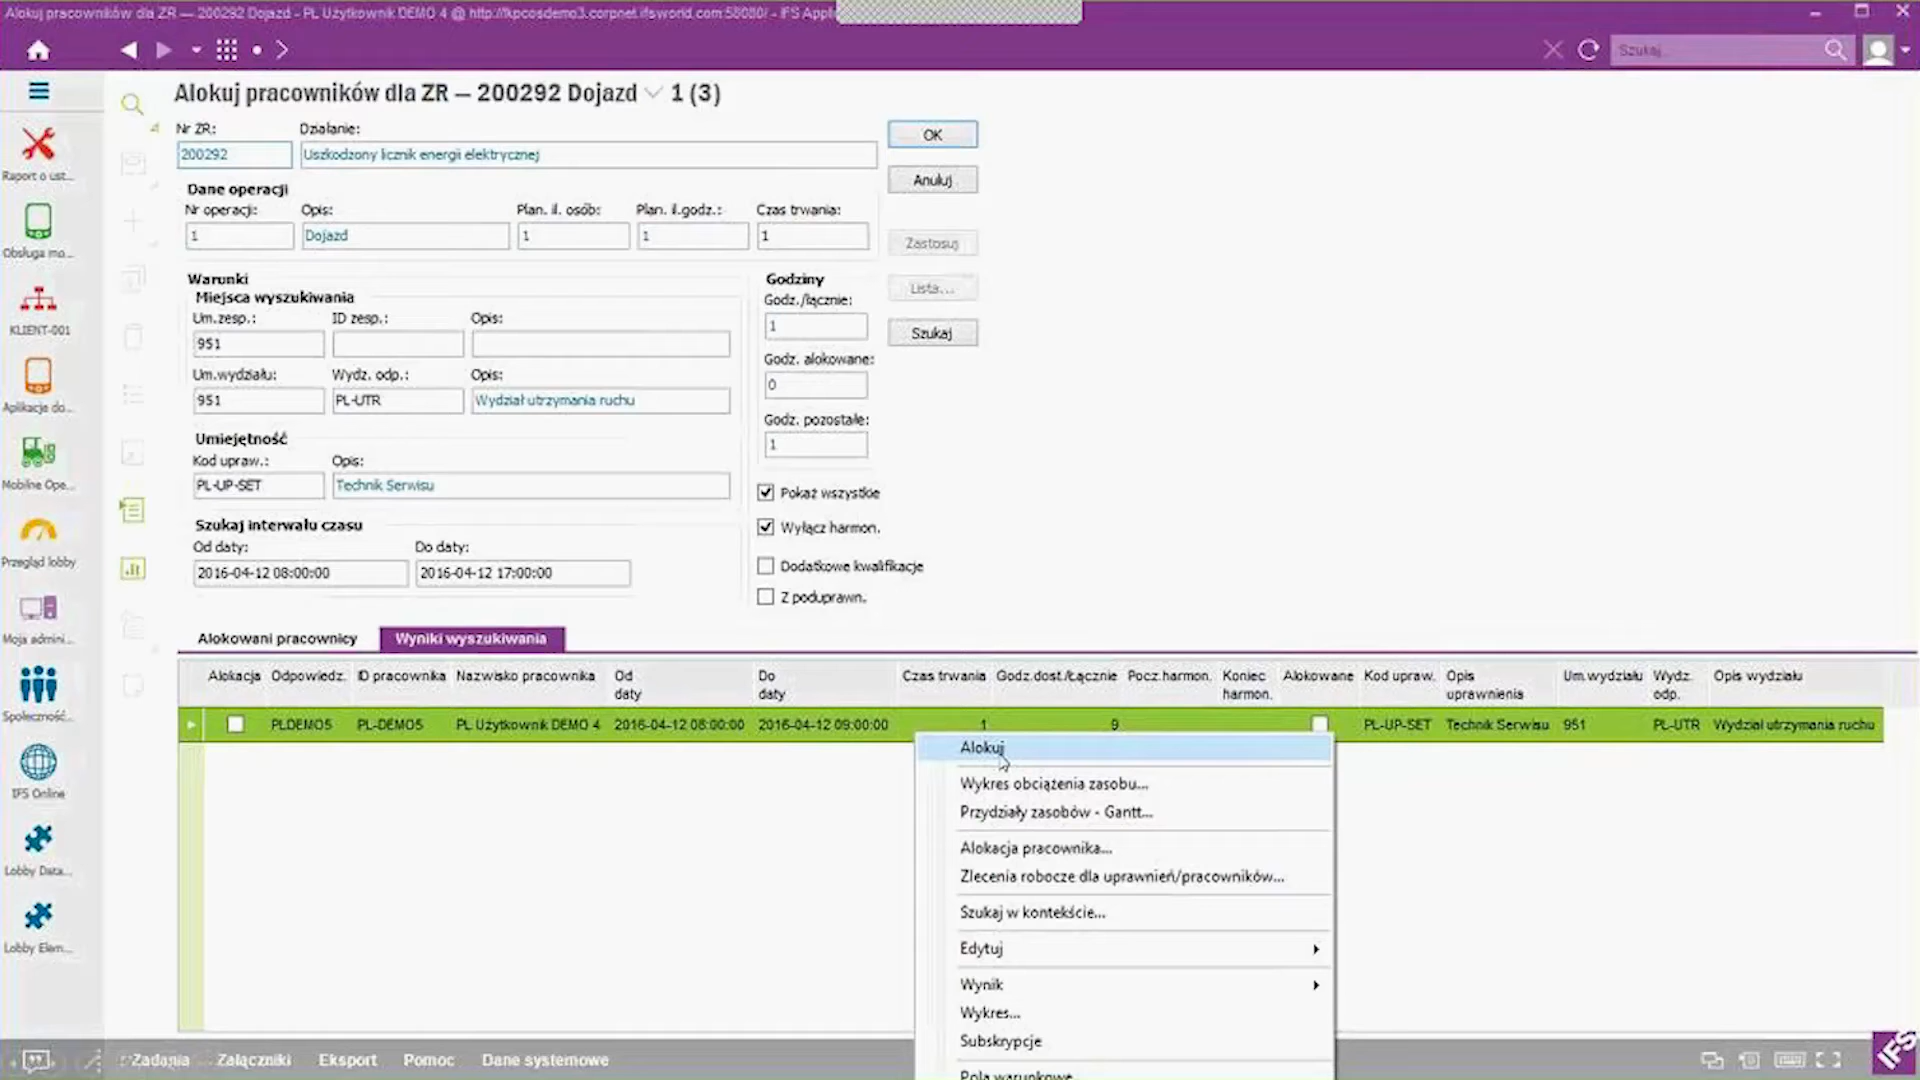 Alokuj pracowników dla ZR — 200292 Dojazd - PL Użytkownik DEMO 4 @ http://lkpcosdemo3.corpnet.ifsworld.com:58080/ - IFS Applic
Szukaj...
Alokuj pracowników dla ZR — 200292 Dojazd 1 (3)
Nr ZR: Działanie:
200292 Uszkodzony licznik energii elektrycznej
OK
Anuluj
Zastosuj
Lista...
Szukaj
Dane operacji
Nr operacji: Opis: Plan. il. osób: Plan. il.godz.: Czas trwania:
1 Dojazd 1 1 1
Warunki
Miejsca wyszukiwania
Um.zesp.: ID zesp.: Opis:
951
Um.wydziału: Wydz. odp.: Opis:
951 PL-UTR Wydział utrzymania ruchu
Umiejętność
Kod upraw.: Opis:
PL-UP-SET Technik Serwisu
Szukaj interwału czasu
Od daty: Do daty:
2016-04-12 08:00:00 2016-04-12 17:00:00
Godziny
Godz./łącznie:
1
Godz. alokowane:
0
Godz. pozostałe:
1
Pokaż wszystkie
Wyłącz harmon.
Dodatkowe kwalifikacje
Z poduprawn.
Alokowani pracownicy Wyniki wyszukiwania
Alokacja Odpowiedz. ID pracownika Nazwisko pracownika Od daty Do daty Czas trwania Godz.dost./Łącznie Pocz.harmon. Koniec harmon. Alokowane Kod upraw. Opis uprawnienia Um.wydziału Wydz. odp. Opis wydziału
PLDEMO5 PL-DEMO5 PL Użytkownik DEMO 4 2016-04-12 08:00:00 2016-04-12 09:00:00 1 9 PL-UP-SET Technik Serwisu 951 PL-UTR Wydział utrzymania ruchu
Alokuj
Wykres obciążenia zasobu...
Przydziały zasobów - Gantt...
Alokacja pracownika...
Zlecenia robocze dla uprawnień/pracowników...
Szukaj w kontekście...
Edytuj
Wynik
Wykres...
Subskrypcje
Pola warunkowe...
Raport o ust...
Obsługa mo...
KLIENT-001
Aplikacje do...
Mobilne Ope...
Przegląd lobby
Moja admini...
Społeczność...
IFS Online
Lobby Data...
Lobby Elem...
Zadania Załączniki Eksport Pomoc Dane systemowe
IFS